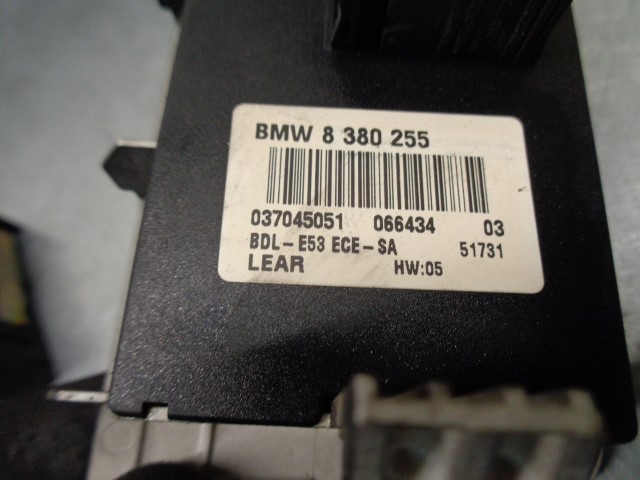 BMW 8 380 255
037045051 066434 03
BDL-E53 ECE-SA 51731
LEAR HW:05